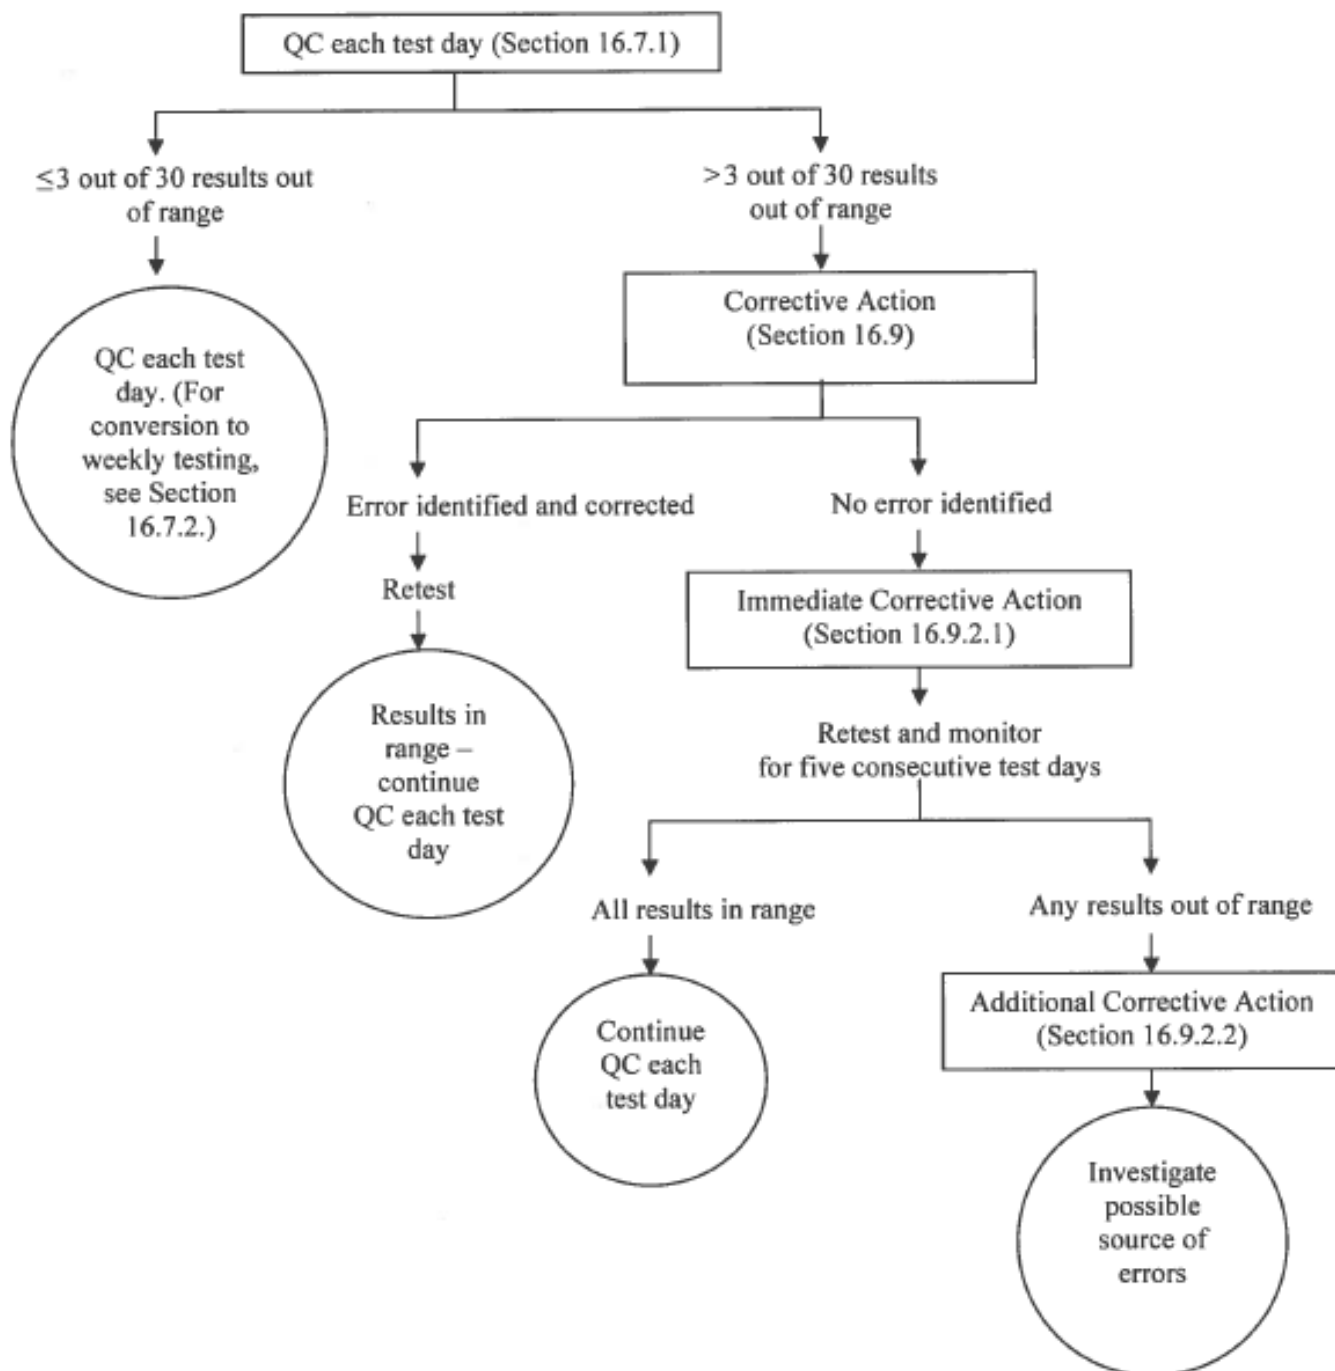 QC each test day (Section 16.7.1)
≤3 out of 30 results out
of range
>3 out of 30 results
out of range
QC each test
day. (For
conversion to
weekly testing,
see Section
16.7.2.)
Corrective Action
(Section 16.9)
Error identified and corrected
No error identified
Retest
Immediate Corrective Action
(Section 16.9.2.1)
Results in
range –
continue
QC each test
day
Retest and monitor
for five consecutive test days
All results in range
Any results out of range
Continue
QC each
test day
Additional Corrective Action
(Section 16.9.2.2)
Investigate
possible
source of
errors